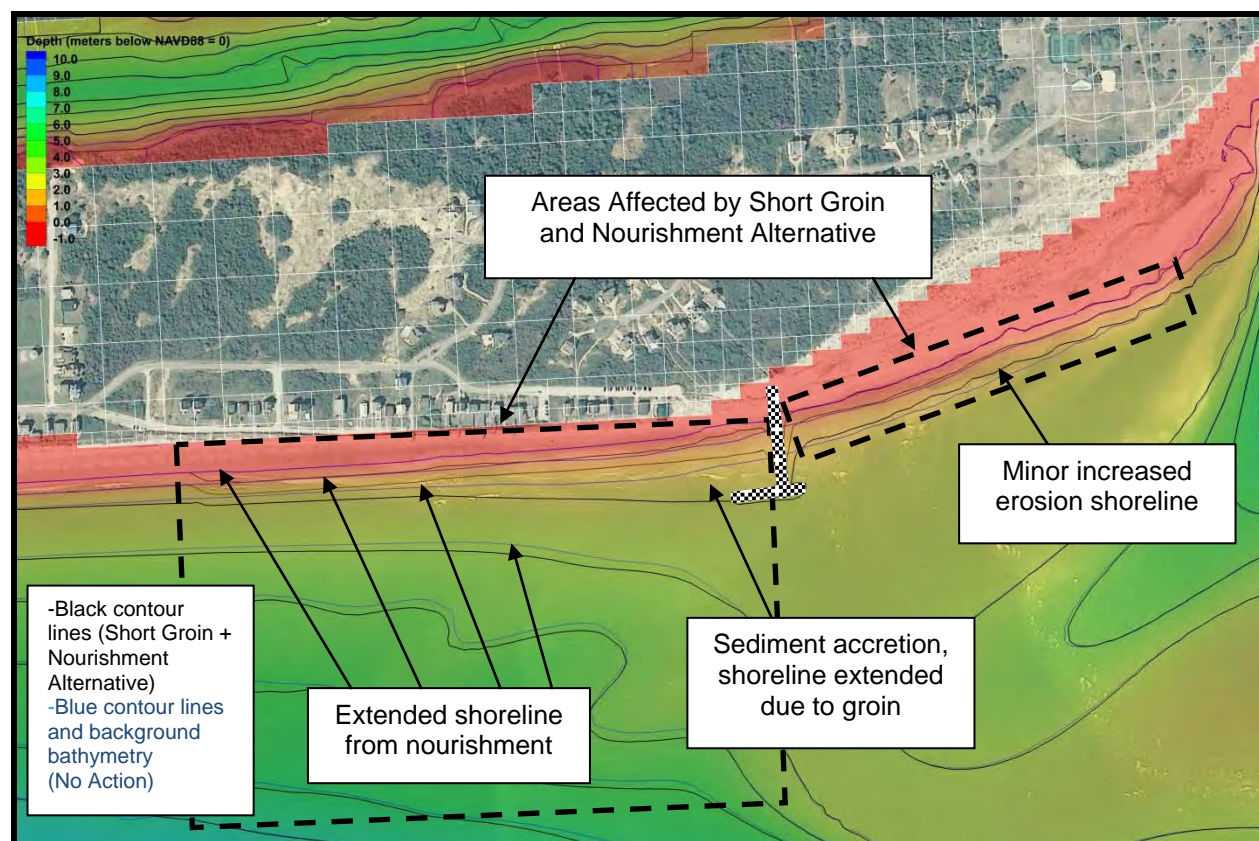 Depth (meters below NAVD88 = 0)
10.0
9.0
8.0
7.0
6.0
5.0
4.0
3.0
2.0
1.0
0.0
-1.0
Areas Affected by Short Groin
and Nourishment Alternative
Minor increased
erosion shoreline
-Black contour
lines (Short Groin +
Nourishment
Alternative)
-Blue contour lines
and background
bathymetry
(No Action)
Extended shoreline
from nourishment
Sediment accretion,
shoreline extended
due to groin